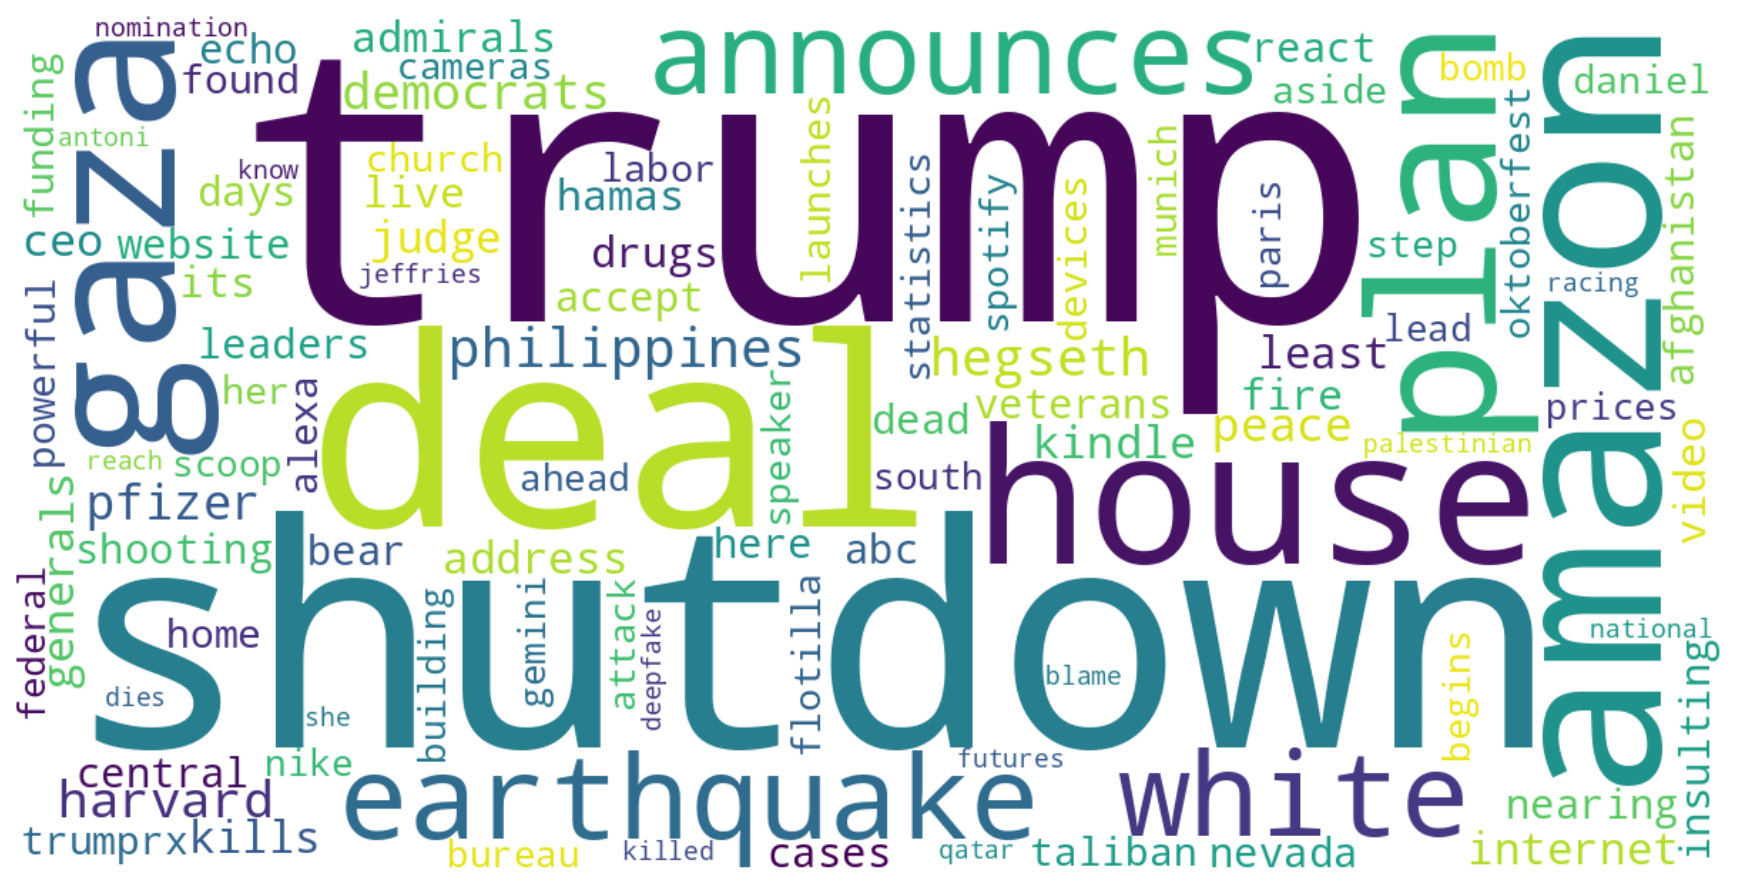 nomination
echo
found
admirals
cameras
democrats
announces
react
aside
bomb
daniel
funding
antoni
gaza
trump
plan
amazon
know
church
labor
launches
days
live
hamas
statistics
spotify
devices
munich
paris
oktoberfest
afghanistan
ceo
website
judge
drugs
step
its
jeffries
accept
racing
powerful
leaders
philippines
hegseth
least
lead
her
alexa
deal
speaker
dead
veterans
fire
prices
kindle
peace
palestinian
video
reach
scoop
ahead
south
house
pfizer
generals
shooting
bear
address
here
abc
shutdown
federal
home
building
gemini
attack
deepfake
flotilla
blame
begins
national
insulting
dies
she
central
nike
earthquake
futures
white
harvard
nearing
trumprx
kills
bureau
killed
cases
qatar
taliban
nevada
internet